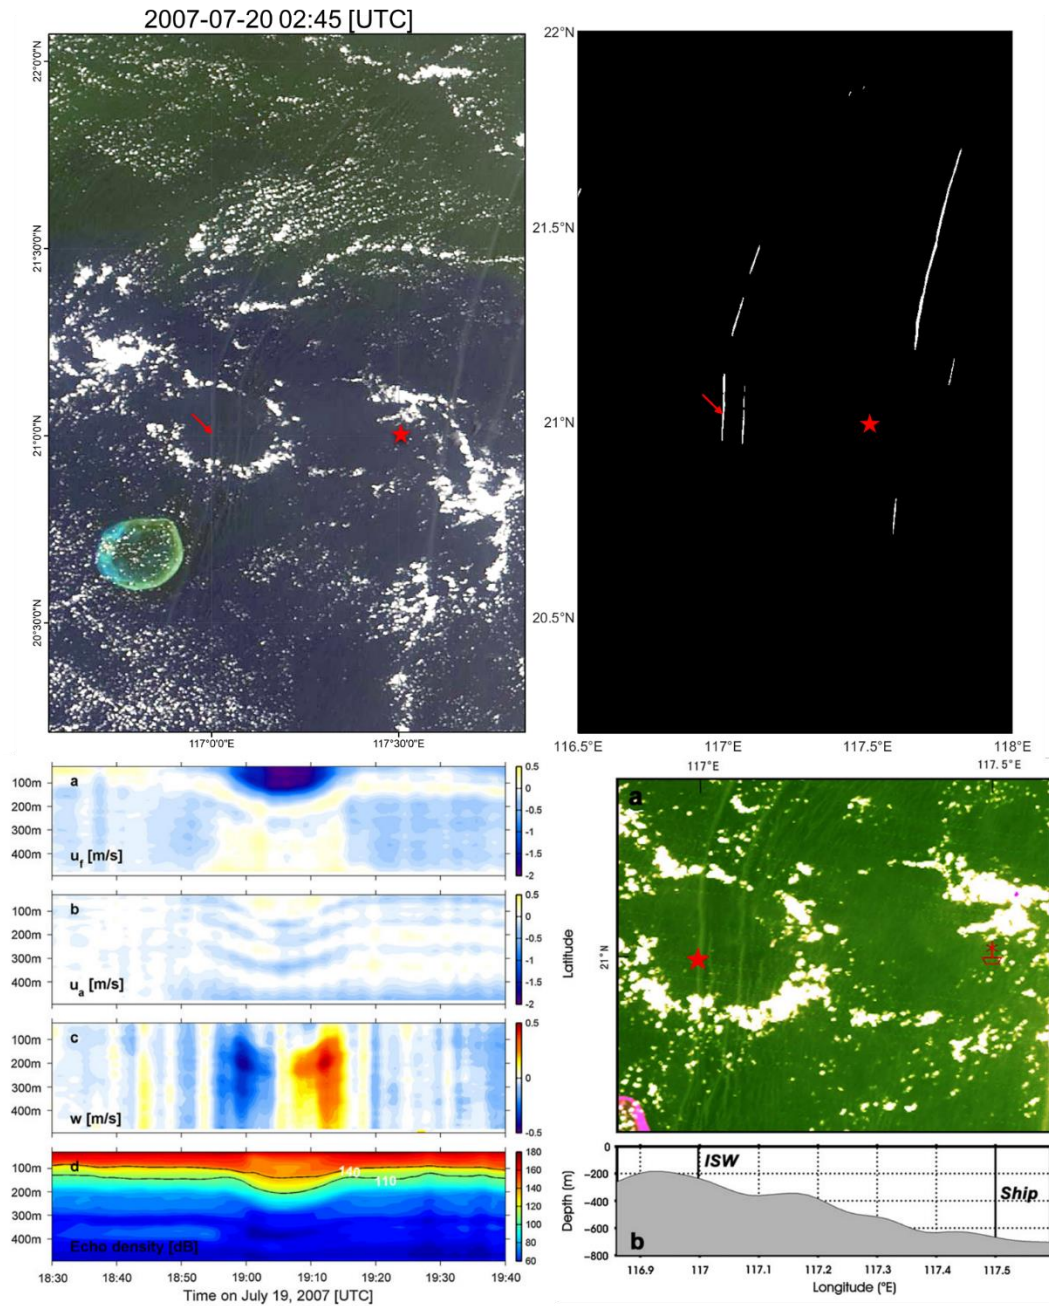 2007-07-20 02:45 [UTC]
22°0'0"N
21°30'0"N
21°0'0"N
20°30'0"N
117°0'0"E
117°30'0"E
22°N
21.5°N
21°N
20.5°N
116.5°E
117°E
117.5°E
118°E
a
100m
200m
300m
400m
u_f [m/s]
0.5
0
-0.5
-1
-1.5
-2
b
100m
200m
300m
400m
u_a [m/s]
0.5
0
-0.5
-1
-1.5
-2
c
100m
200m
300m
400m
w [m/s]
0.5
0
-0.5
d
100m
200m
300m
400m
140
110
Echo density [dB]
180
160
140
120
100
80
60
18:30
18:40
18:50
19:00
19:10
19:20
19:30
19:40
Time on July 19, 2007 [UTC]
117°E
117.5°E
a
Latitude
21°N
0
-200
-400
-600
-800
Depth (m)
ISW
Ship
b
116.9
117
117.1
117.2
117.3
117.4
117.5
Longitude (°E)